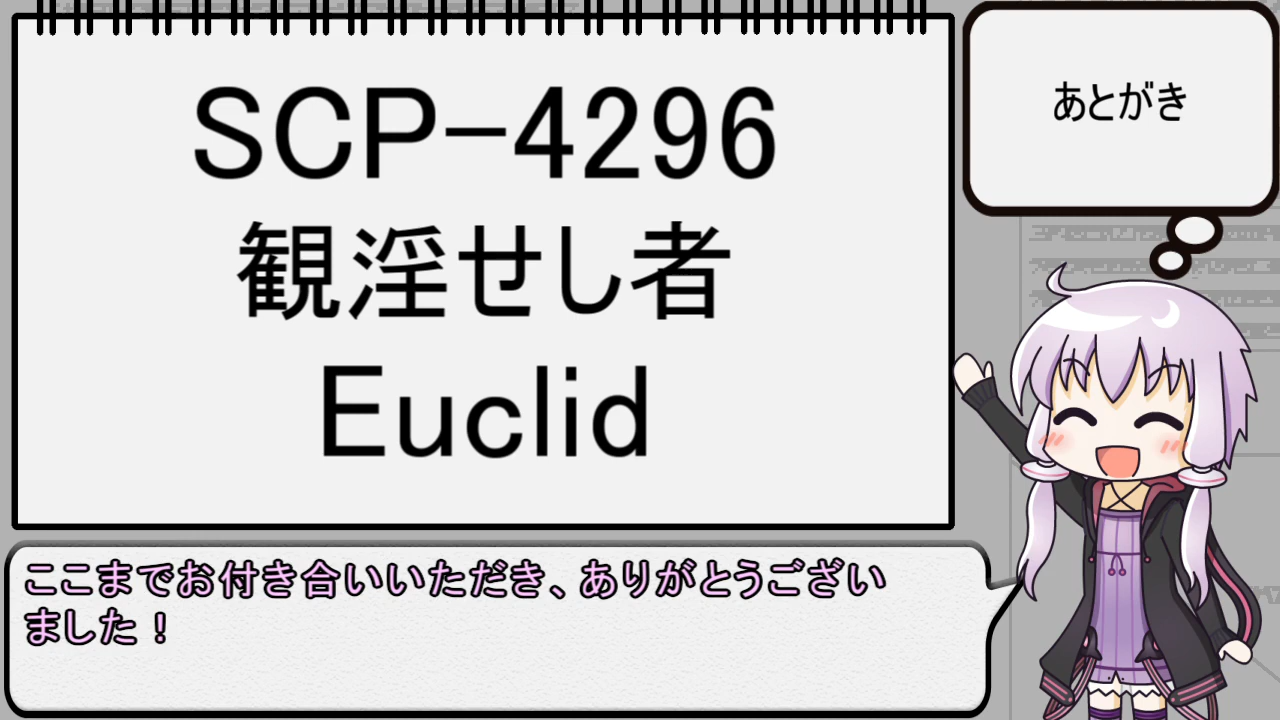 SCP-4296
観淫せし者
Euclid
あとがき
ここまでお付き合いいただき、ありがとうござい
ました！